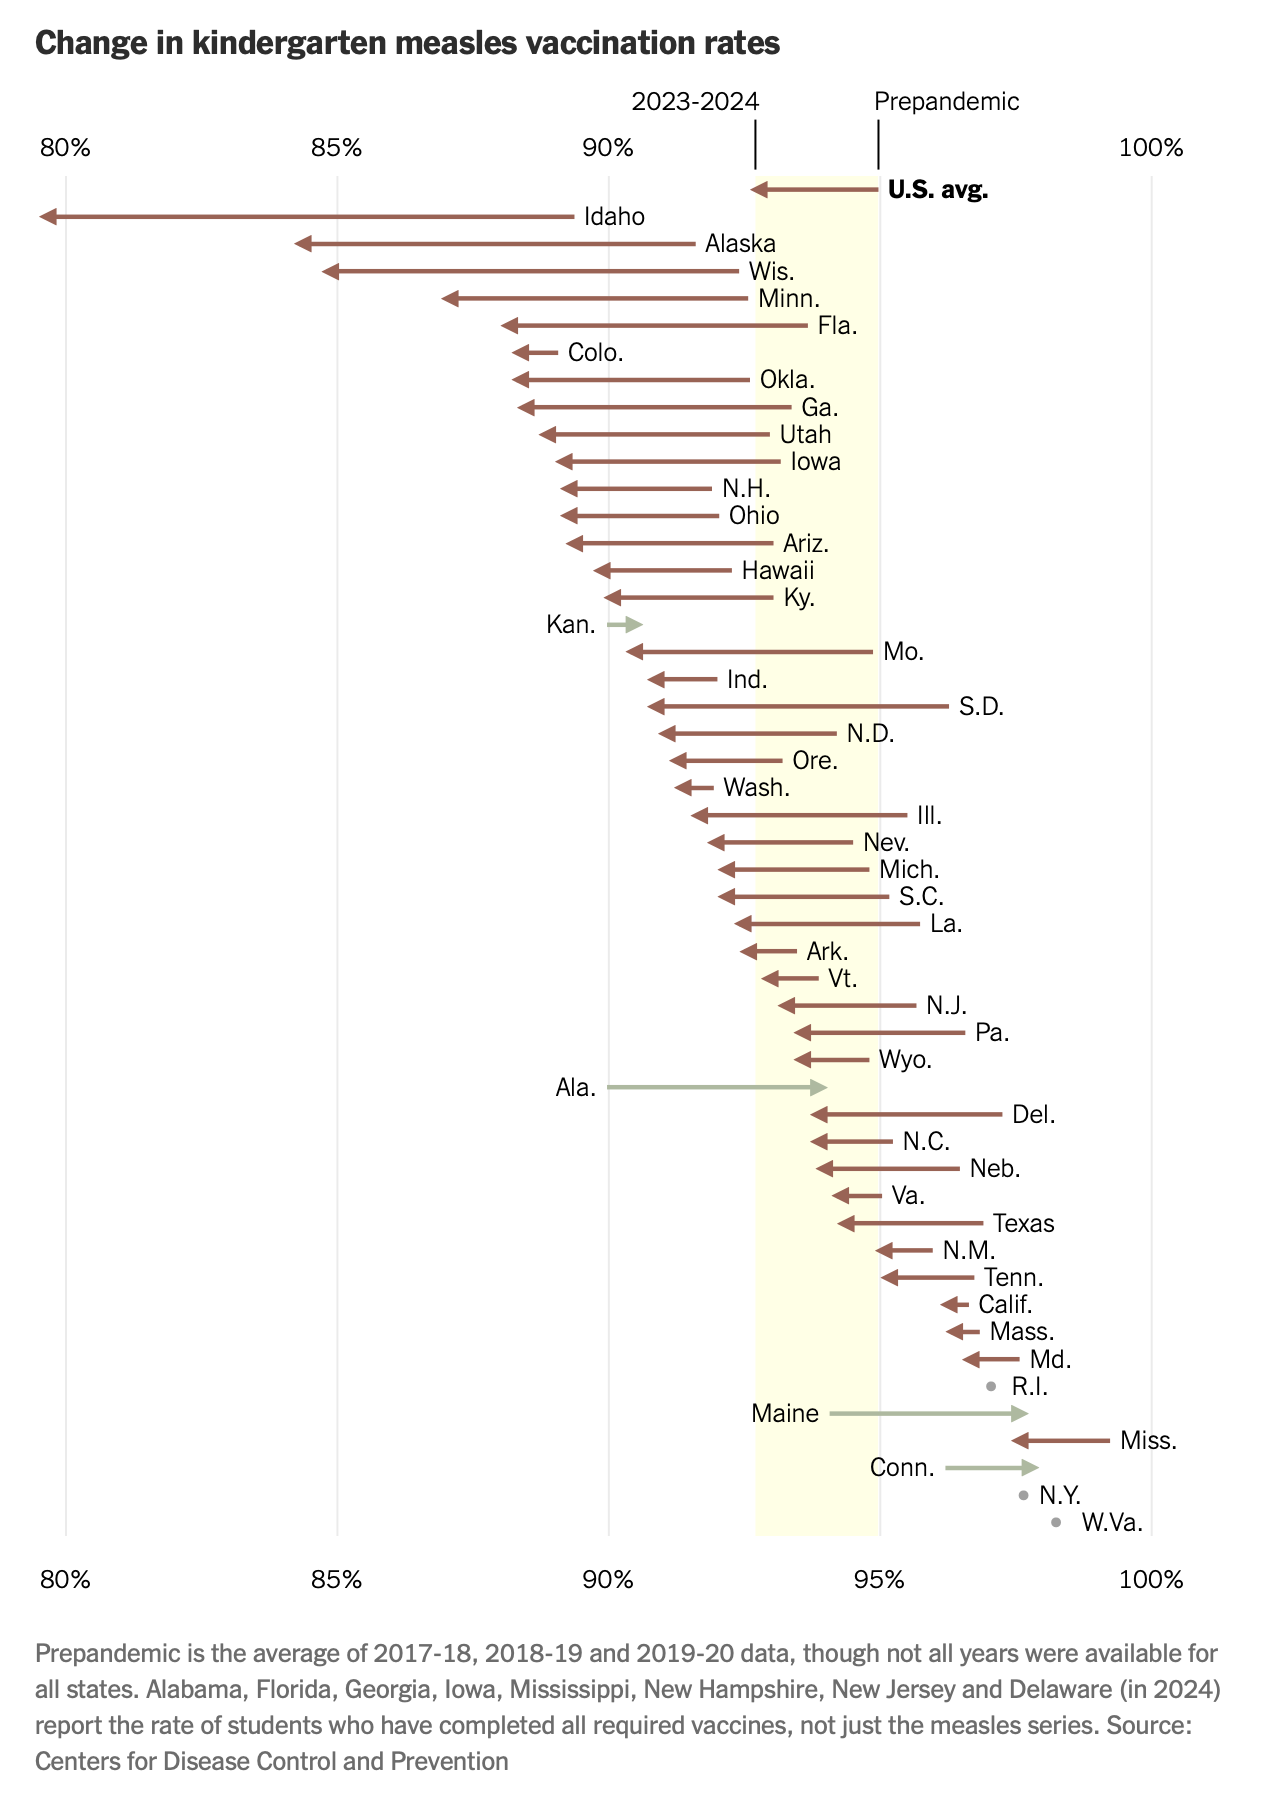 Change in kindergarten measles vaccination rates
2023-2024 Prepandemic
80% 85% 90% 100%
U.S. avg.
Idaho
Alaska
Wis.
Minn.
Fla.
Colo.
Okla.
Ga.
Utah
Iowa
N.H.
Ohio
Ariz.
Hawaii
Ky.
Kan.
Mo.
Ind.
S.D.
N.D.
Ore.
Wash.
Ill.
Nev.
Mich.
S.C.
La.
Ark.
Vt.
N.J.
Pa.
Wyo.
Ala.
Del.
N.C.
Neb.
Va.
Texas
N.M.
Tenn.
Calif.
Mass.
Md.
R.I.
Maine
Miss.
Conn.
N.Y.
W.Va.
80% 85% 90% 95% 100%
Prepandemic is the average of 2017-18, 2018-19 and 2019-20 data, though not all years were available for
all states. Alabama, Florida, Georgia, Iowa, Mississippi, New Hampshire, New Jersey and Delaware (in 2024)
report the rate of students who have completed all required vaccines, not just the measles series. Source:
Centers for Disease Control and Prevention